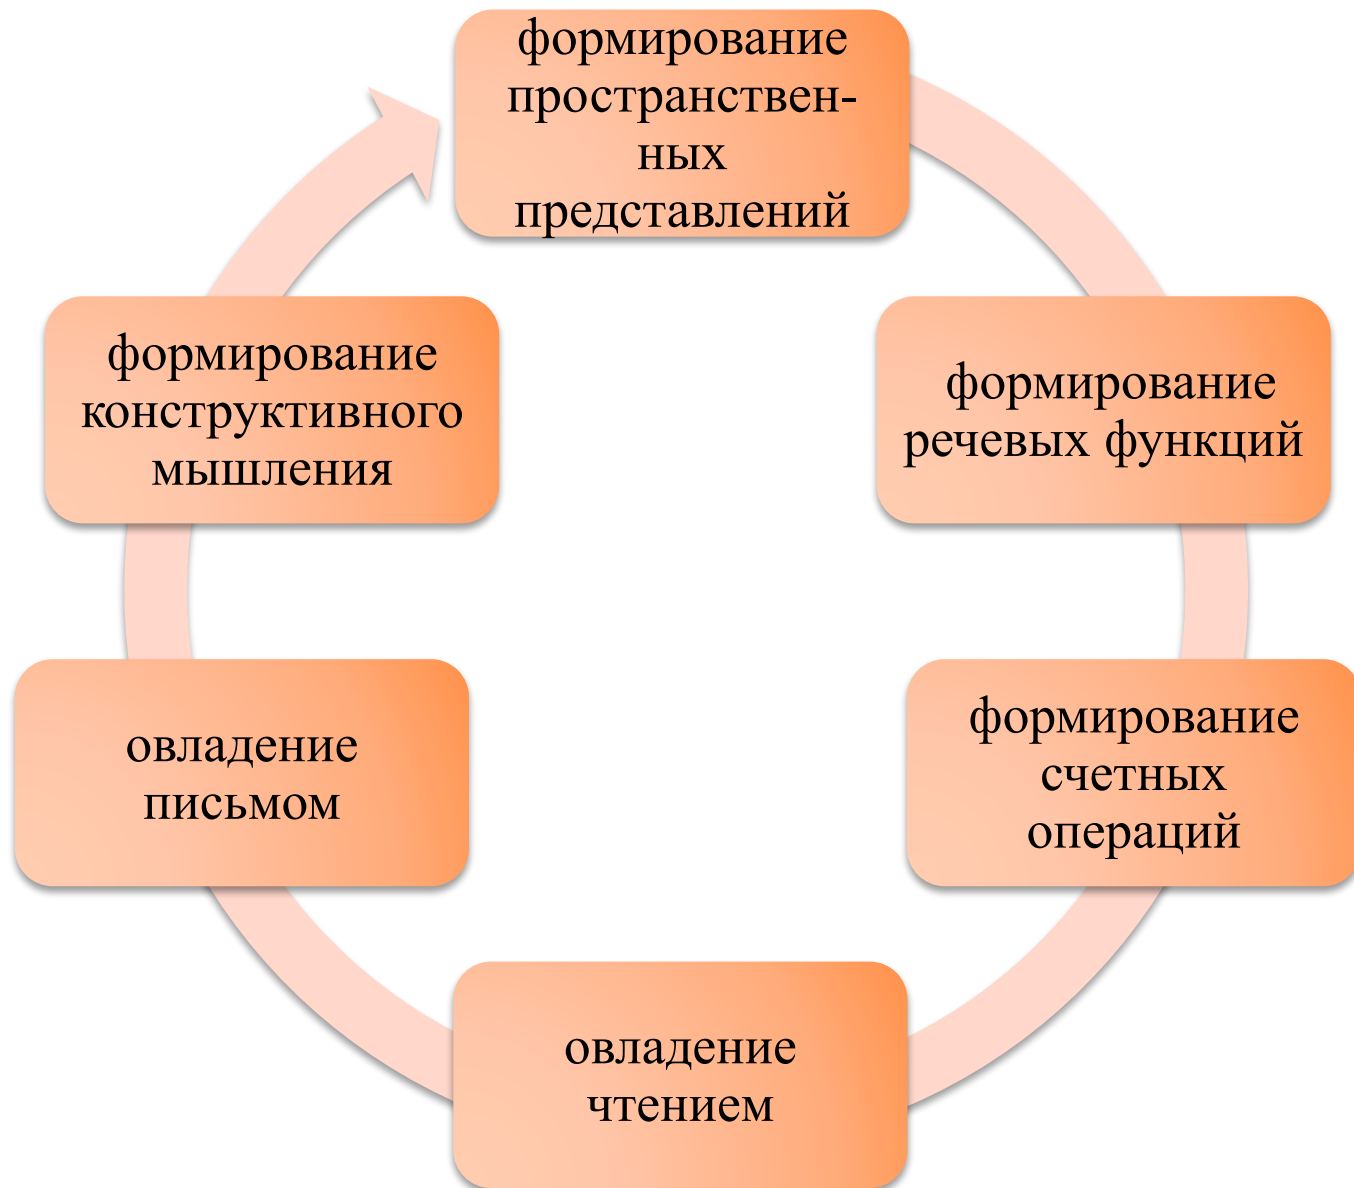 формирование
пространствен-
ных
представлений
формирование
речевых функций
формирование
счетных
операций
овладение
чтением
овладение
письмом
формирование
конструктивного
мышления